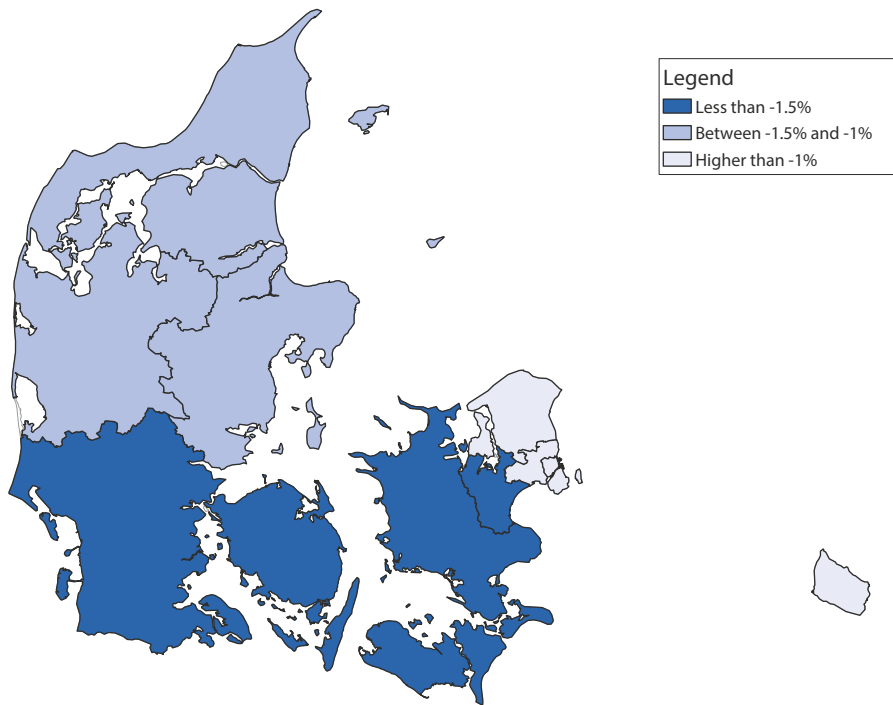 Legend
Less than -1.5%
Between -1.5% and -1%
Higher than -1%